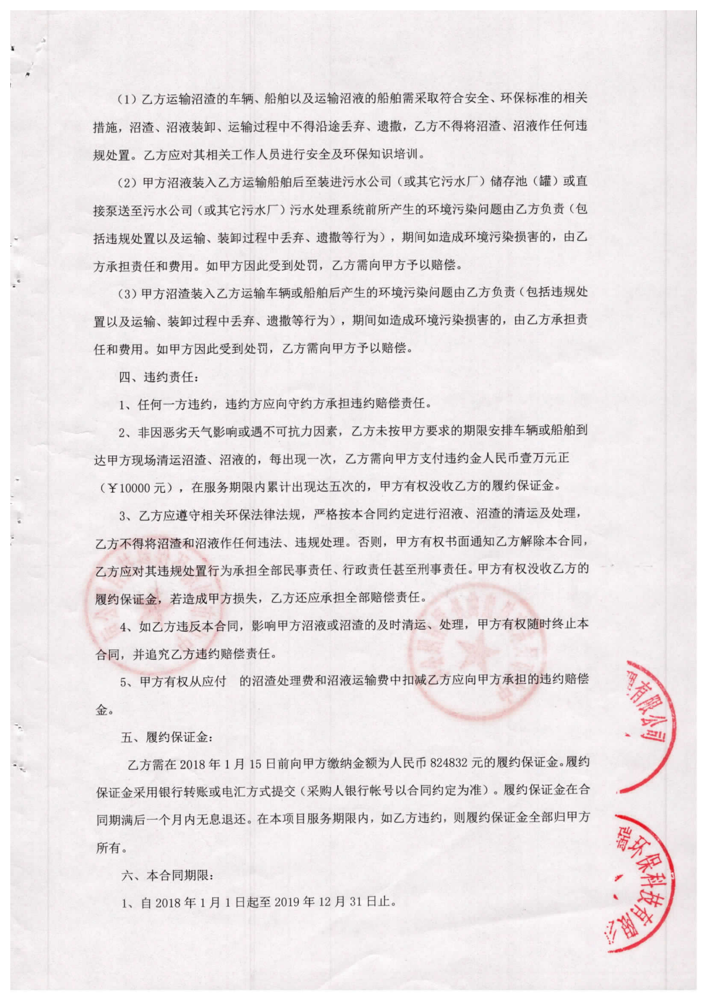 （1）乙方运输沼渣的车辆、船舶以及运输沼液的船舶需采取符合安全、环保标准的相关
措施，沼渣、沼液装卸、运输过程中不得沿途丢弃、遗撒，乙方不得将沼渣、沼液作任何违
规处置。乙方应对其相关工作人员进行安全及环保知识培训。
（2）甲方沼液装入乙方运输船舶后至装进污水公司（或其它污水厂）储存池（罐）或直
接泵送至污水公司（或其它污水厂）污水处理系统前所产生的环境污染问题由乙方负责（包
括违规处置以及运输、装卸过程中丢弃、遗撒等行为），期间如造成环境污染损害的，由乙
方承担责任和费用。如甲方因此受到处罚，乙方需向甲方予以赔偿。
（3）甲方沼渣装入乙方运输车辆或船舶后产生的环境污染问题由乙方负责（包括违规处
置以及运输、装卸过程中丢弃、遗撒等行为），期间如造成环境污染损害的，由乙方承担责
任和费用。如甲方因此受到处罚，乙方需向甲方予以赔偿。
四、违约责任：
1、任何一方违约，违约方应向守约方承担违约赔偿责任。
2、非因恶劣天气影响或遇不可抗力因素，乙方未按甲方要求的期限安排车辆或船舶到
达甲方现场清运沼渣、沼液的，每出现一次，乙方需向甲方支付违约金人民币壹万元正
（￥10000 元），在服务期限内累计出现达五次的，甲方有权没收乙方的履约保证金。
3、乙方应遵守相关环保法律法规，严格按本合同约定进行沼液、沼渣的清运及处理，
乙方不得将沼渣和沼液作任何违法、违规处理。否则，甲方有权书面通知乙方解除本合同，
乙方应对其违规处置行为承担全部民事责任、行政责任甚至刑事责任。甲方有权没收乙方的
履约保证金，若造成甲方损失，乙方还应承担全部赔偿责任。
4、如乙方违反本合同，影响甲方沼液或沼渣的及时清运、处理，甲方有权随时终止本
合同，并追究乙方违约赔偿责任。
5、甲方有权从应付 的沼渣处理费和沼液运输费中扣减乙方应向甲方承担的违约赔偿
金。
五、履约保证金：
乙方需在 2018 年 1 月 15 日前向甲方缴纳金额为人民币 824832 元的履约保证金。履约
保证金采用银行转账或电汇方式提交（采购人银行帐号以合同约定为准）。履约保证金在合
同期满后一个月内无息退还。在本项目服务期限内，如乙方违约，则履约保证金全部归甲方
所有。
六、本合同期限：
1、自 2018 年 1 月 1 日起至 2019 年 12 月 31 日止。
理有限公司
环保科技有限公